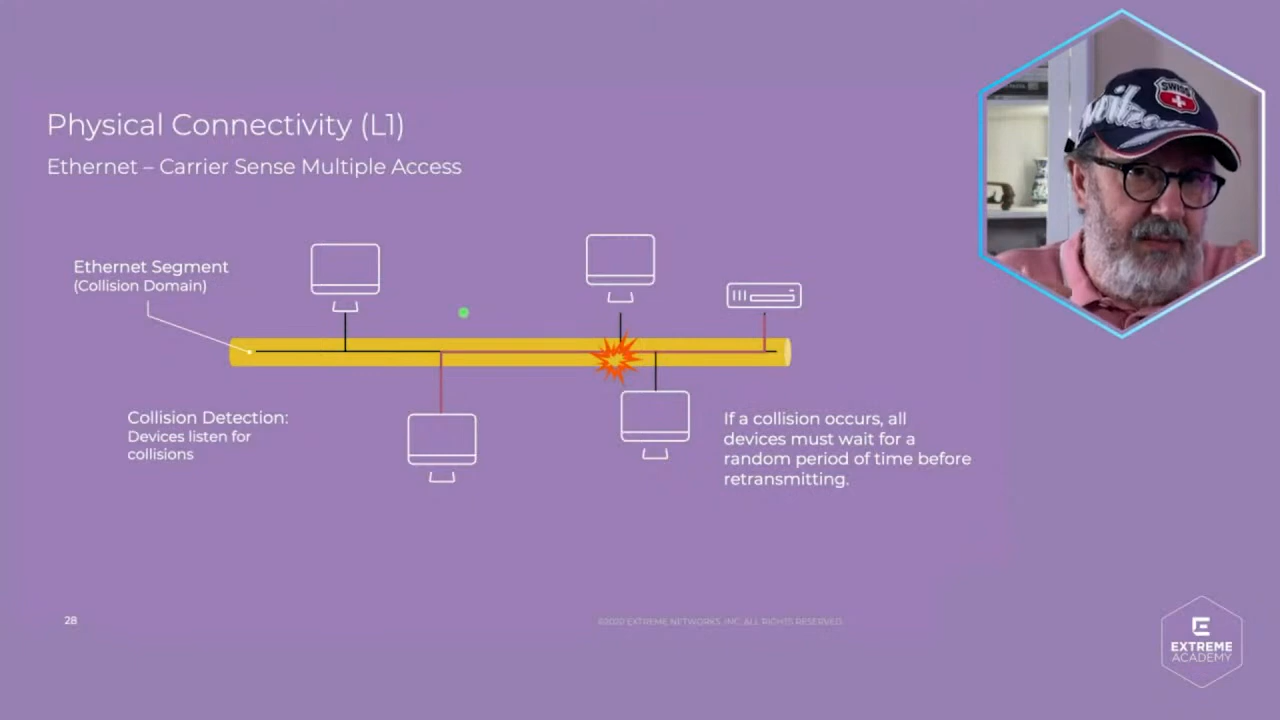 Physical Connectivity (L1)
Ethernet – Carrier Sense Multiple Access
Ethernet Segment
(Collision Domain)
Collision Detection:
Devices listen for
collisions
If a collision occurs, all
devices must wait for a
random period of time before
retransmitting.
28
©2020 EXTREME NETWORKS, INC. ALL RIGHTS RESERVED.
EXTREME
ACADEMY
SWISS